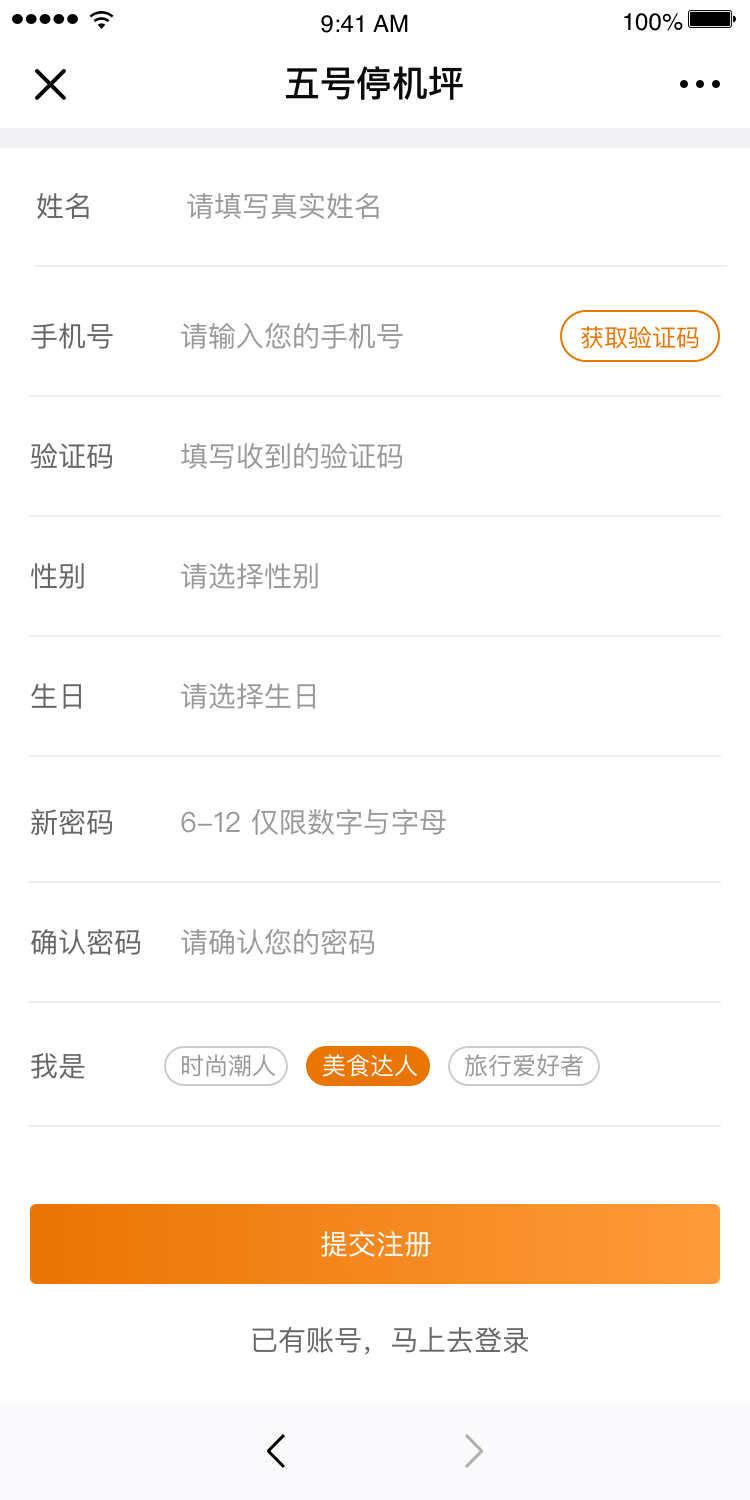 9:41 AM 100%
五号停机坪
姓名 请填写真实姓名
手机号 请输入您的手机号 获取验证码
验证码 填写收到的验证码
性别 请选择性别
生日 请选择生日
新密码 6-12 仅限数字与字母
确认密码 请确认您的密码
我是 时尚潮人 美食达人 旅行爱好者
提交注册
已有账号，马上去登录